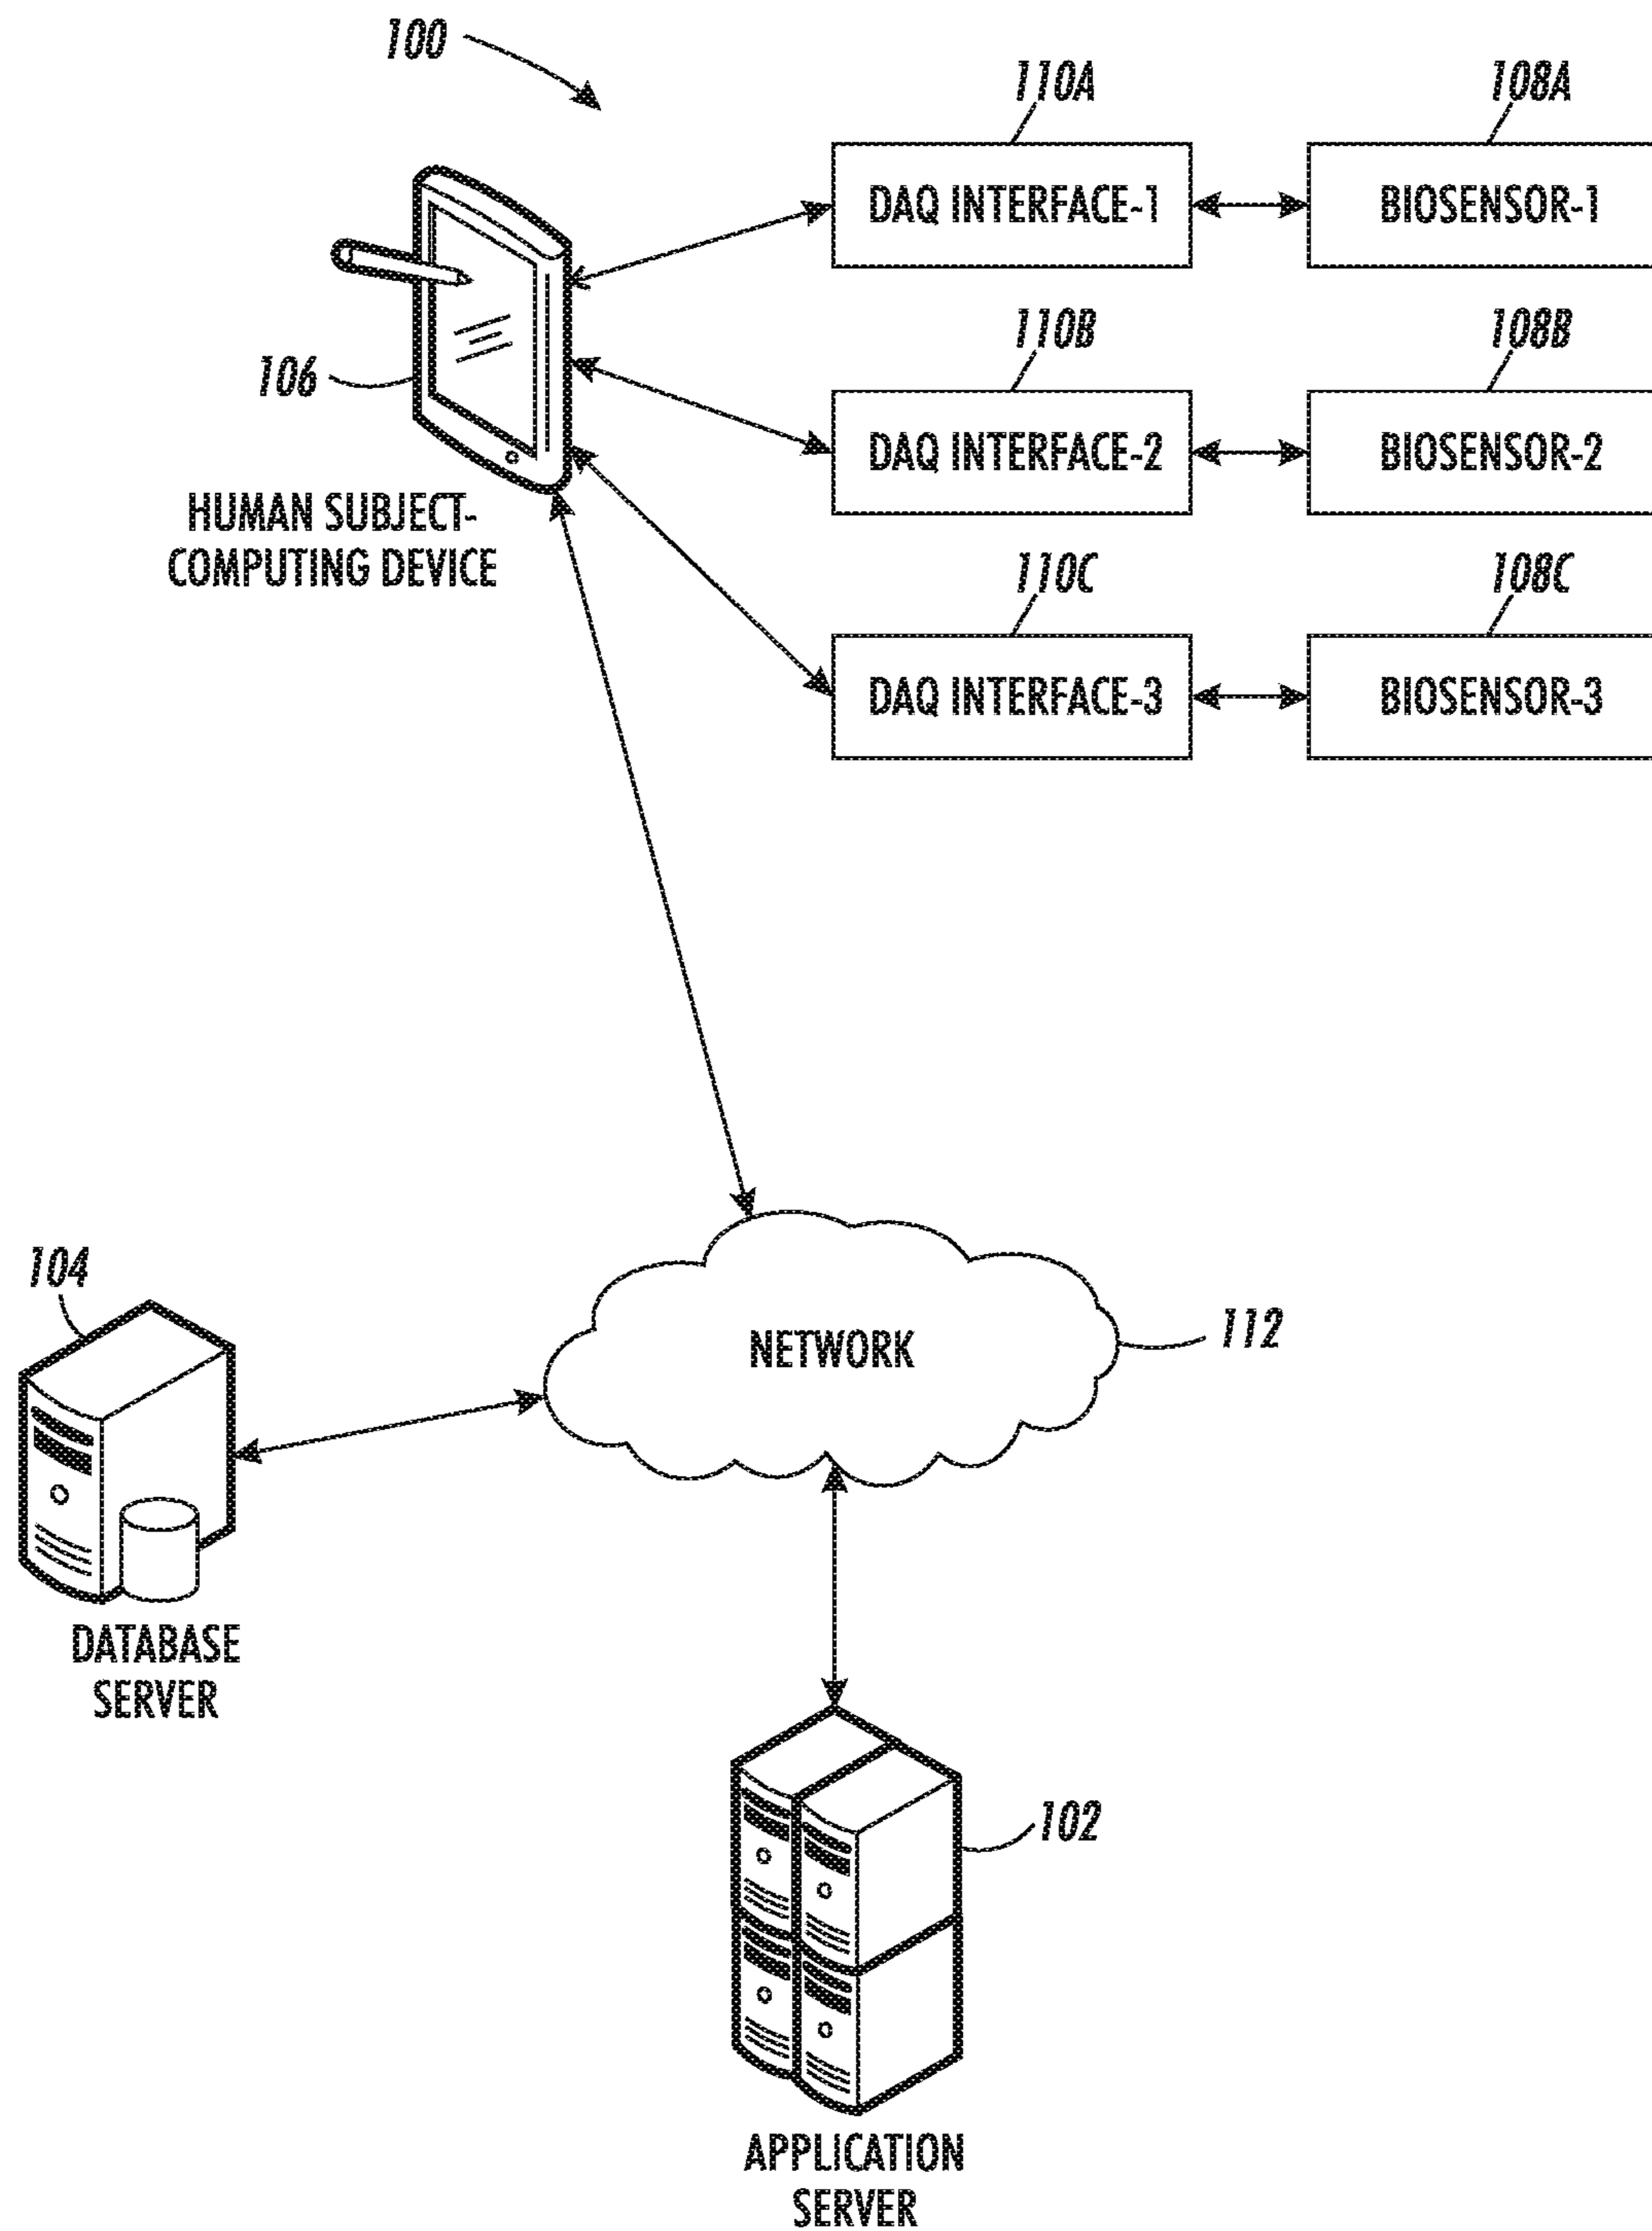 100
110A
108A
DAQ INTERFACE-1
BIOSENSOR-1
110B
108B
106
DAQ INTERFACE-2
BIOSENSOR-2
HUMAN SUBJECT-
COMPUTING DEVICE
110C
108C
DAQ INTERFACE-3
BIOSENSOR-3
104
NETWORK
112
DATABASE
SERVER
102
APPLICATION
SERVER